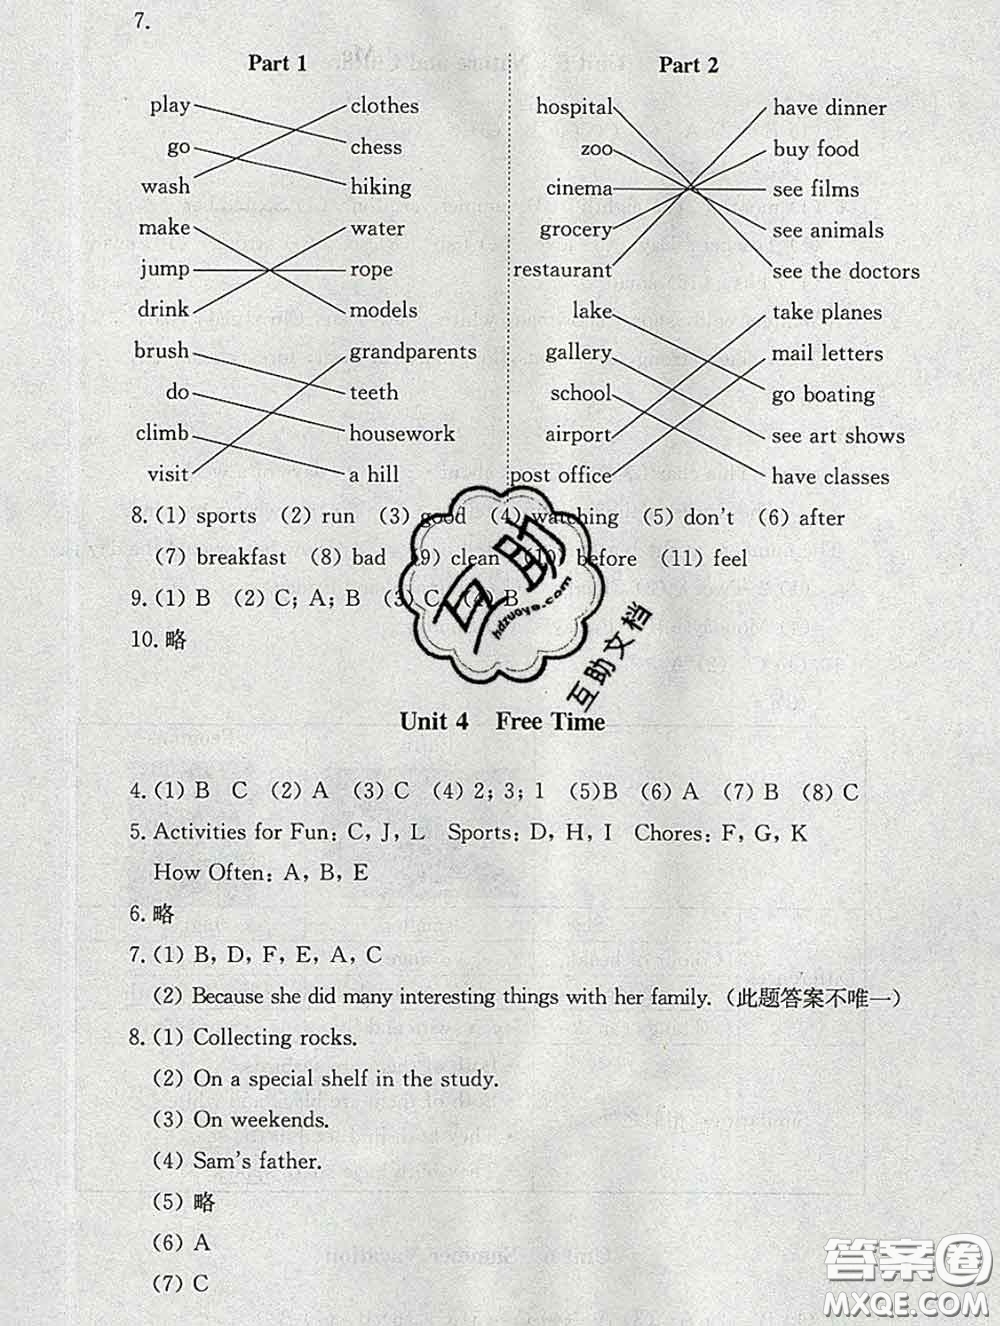 7.
Part 1 Part 2
play clothes hospital have dinner
go chess zoo buy food
wash hiking cinema see films
make water grocery see animals
jump rope restaurant see the doctors
drink models lake take planes
brush grandparents gallery mail letters
do teeth school go boating
climb housework airport see art shows
visit a hill post office have classes
8. (1) sports (2) run (3) good (4) watching (5) don't (6) after
(7) breakfast (8) bad (9) clean (10) before (11) feel
9. (1) B (2) C; A; B (3) C (4) B
10. 略
互助
hdzuoye.com
互助文档
Unit 4 Free Time
4. (1) B C (2) A (3) C (4) 2; 3; 1 (5)B (6) A (7) B (8) C
5. Activities for Fun: C, J, L Sports: D, H, I Chores: F, G, K
How Often: A, B, E
6. 略
7. (1) B, D, F, E, A, C
(2) Because she did many interesting things with her family.（此题答案不唯一）
8. (1) Collecting rocks.
(2) On a special shelf in the study.
(3) On weekends.
(4) Sam's father.
(5) 略
(6) A
(7) C
答案圈
MXQE.COM